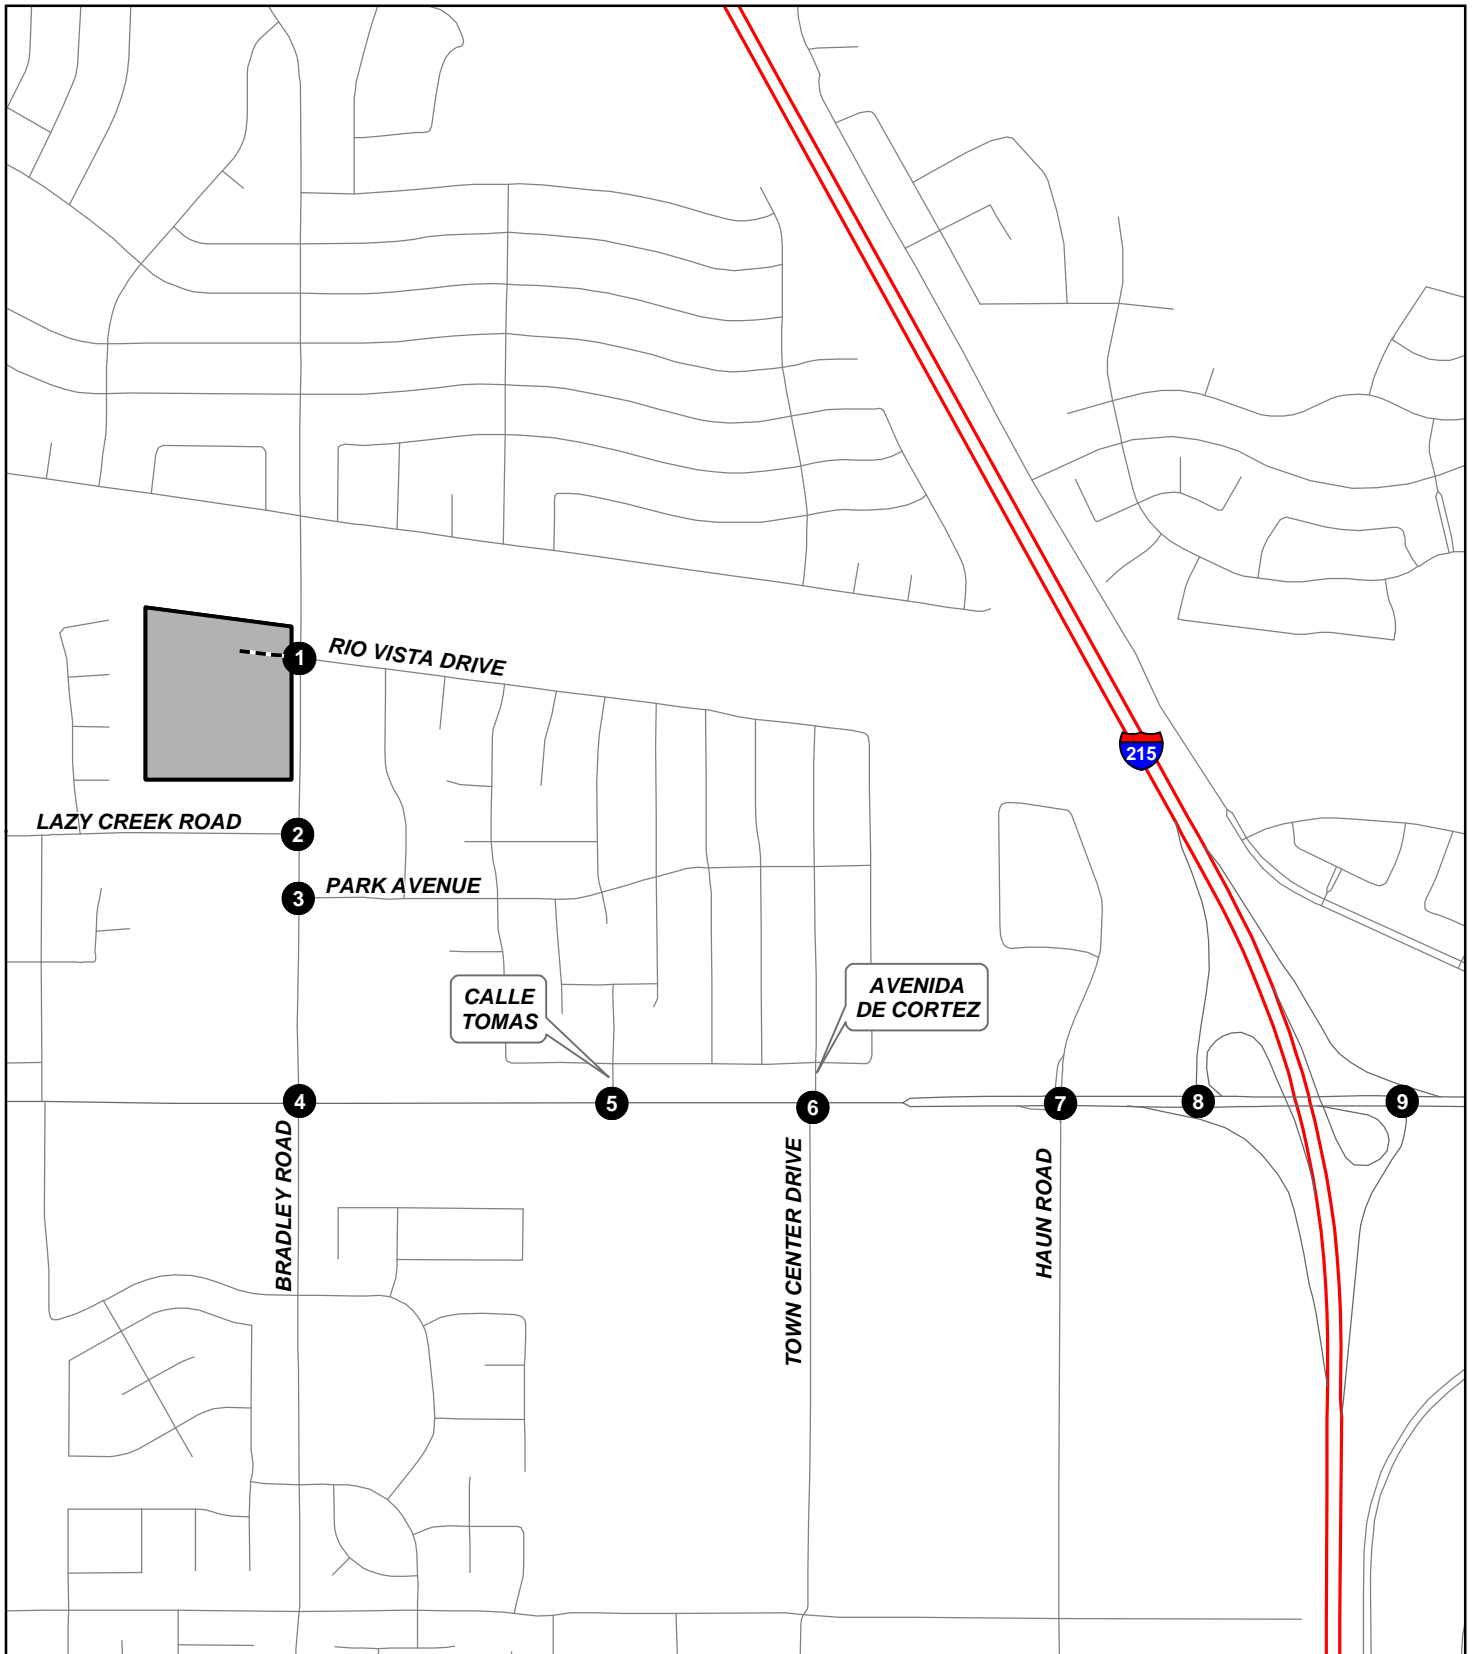 1
RIO VISTA DRIVE
215
LAZY CREEK ROAD
2
3
PARK AVENUE
CALLE
TOMAS
AVENIDA
DE CORTEZ
4
5
6
7
8
9
BRADLEY ROAD
TOWN CENTER DRIVE
HAUN ROAD